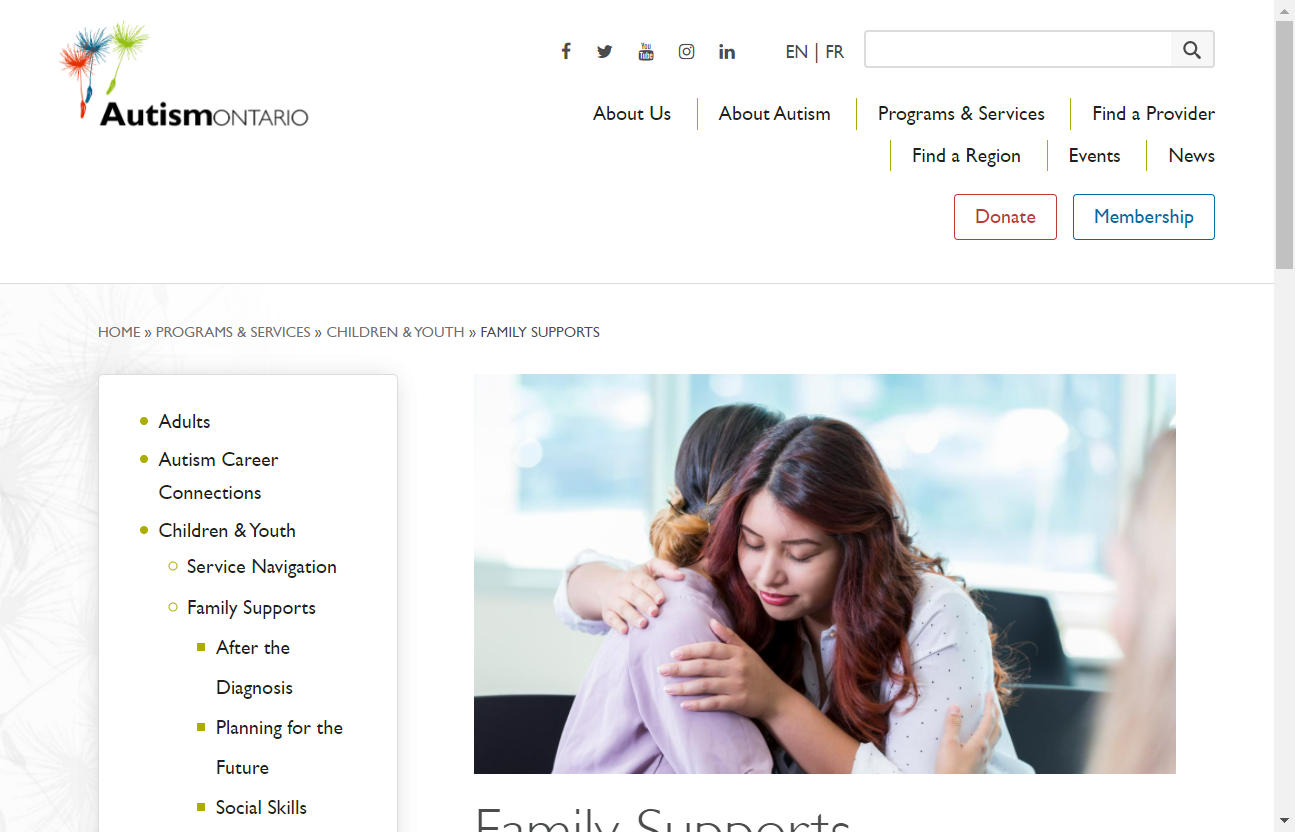 AutismONTARIO
You
Tube
EN | FR
About Us
About Autism
Programs & Services
Find a Provider
Find a Region
Events
News
Donate
Membership
HOME » PROGRAMS & SERVICES » CHILDREN & YOUTH » FAMILY SUPPORTS
Adults
Autism Career
Connections
Children & Youth
Service Navigation
Family Supports
After the
Diagnosis
Planning for the
Future
Social Skills
Family Supports